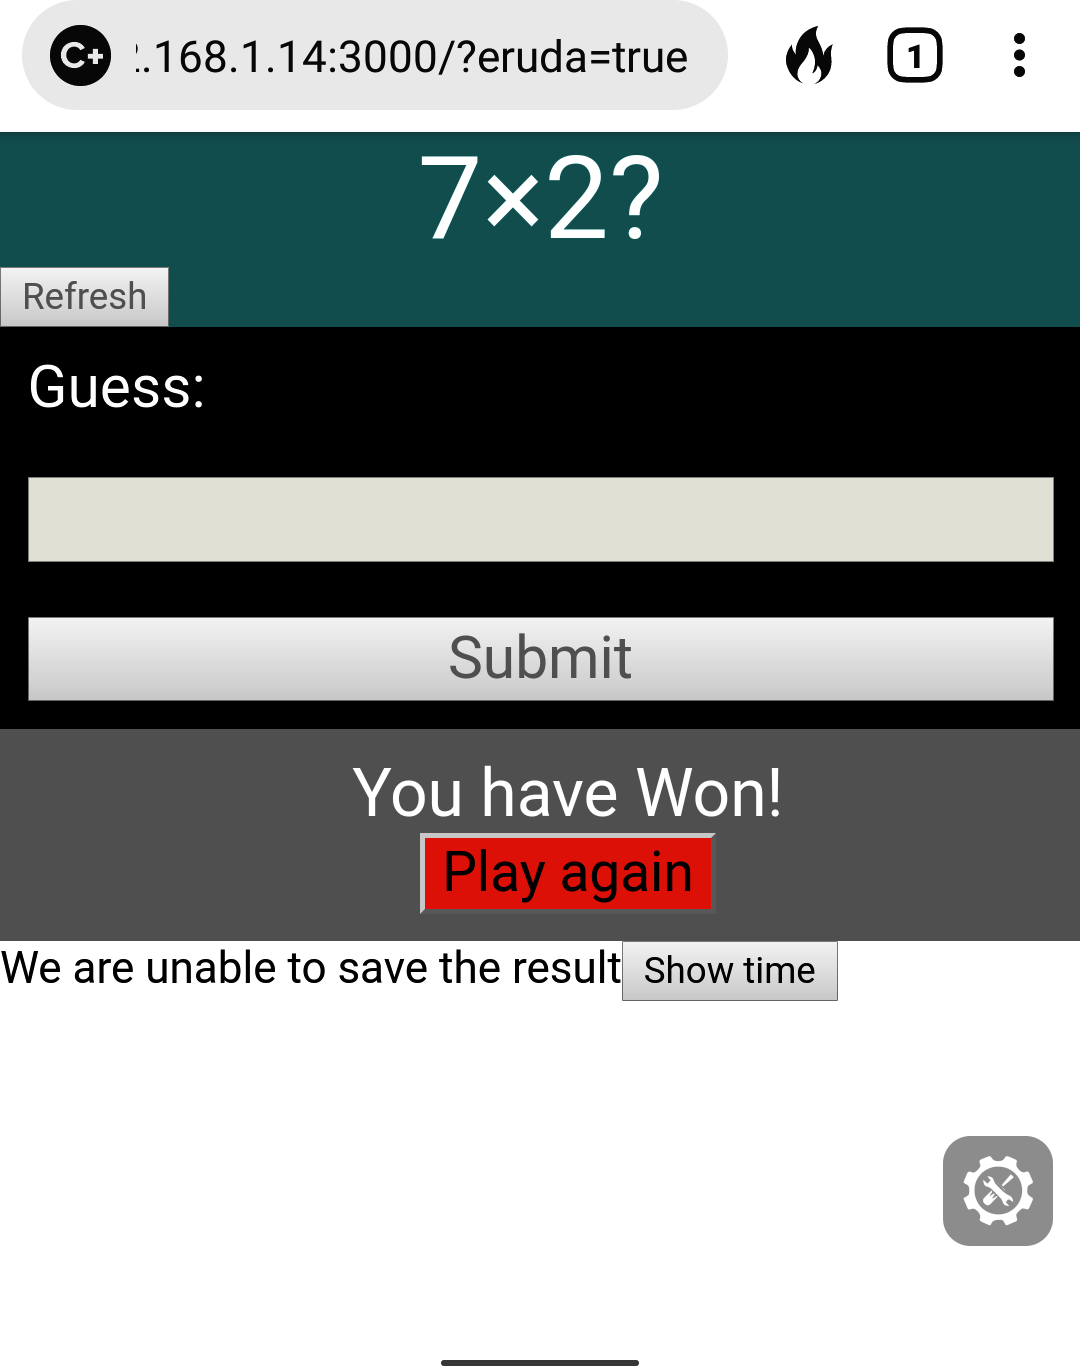 C+ 2.168.1.14:3000/?eruda=true 1
7×2?
Refresh
Guess:
Submit
You have Won!
Play again
We are unable to save the result Show time